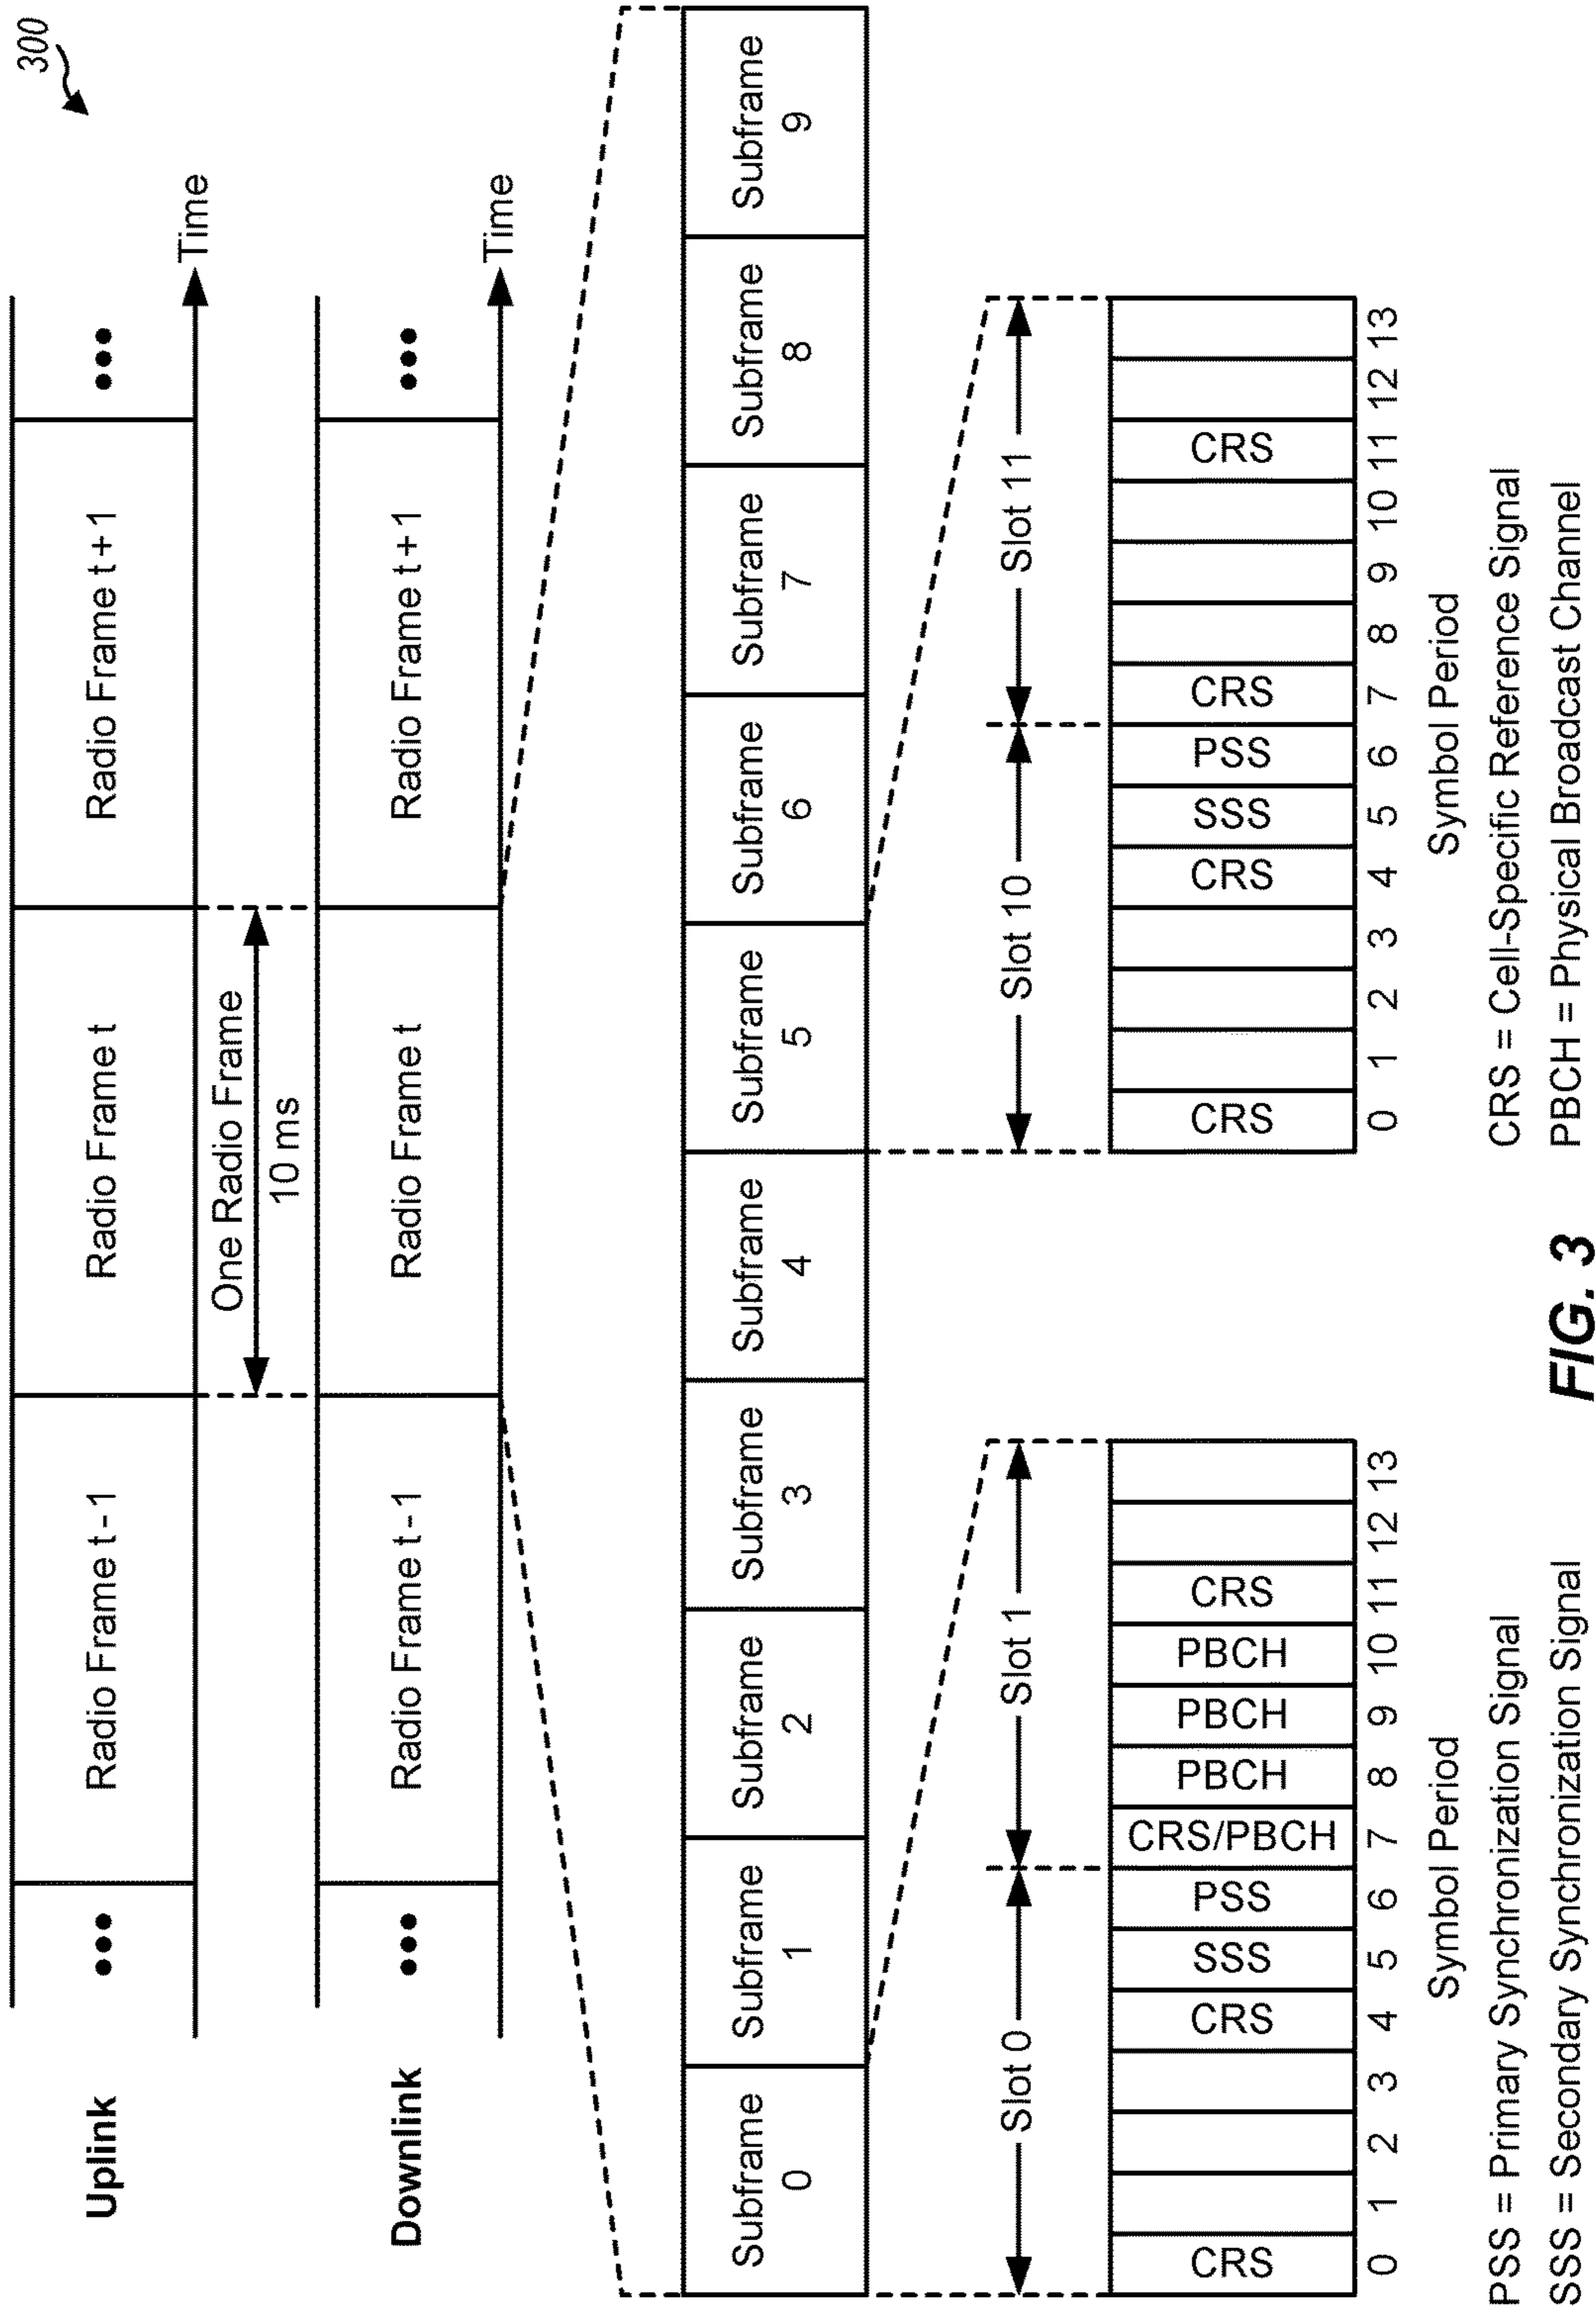 300
Uplink
••• Radio Frame t - 1 Radio Frame t Radio Frame t + 1 •••
Time
One Radio Frame
10 ms
Downlink
••• Radio Frame t - 1 Radio Frame t Radio Frame t + 1 •••
Time
Subframe Subframe Subframe Subframe Subframe Subframe Subframe Subframe Subframe Subframe
0 1 2 3 4 5 6 7 8 9
Slot 0 Slot 1 Slot 10 Slot 11
CRS CRS SSS PSS CRS/PBCH PBCH PBCH PBCH CRS
0 1 2 3 4 5 6 7 8 9 10 11 12 13
Symbol Period
CRS CRS SSS PSS CRS CRS
0 1 2 3 4 5 6 7 8 9 10 11 12 13
Symbol Period
PSS = Primary Synchronization Signal
SSS = Secondary Synchronization Signal
CRS = Cell-Specific Reference Signal
PBCH = Physical Broadcast Channel
FIG. 3